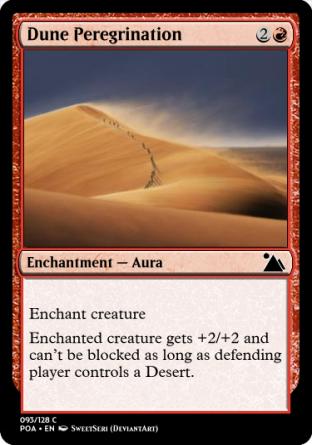 Dune Peregrination 2
Enchantment — Aura
Enchant creature
Enchanted creature gets +2/+2 and
can't be blocked as long as defending
player controls a Desert.
093/128 C
POA • EN SweetSeri (DeviantArt)